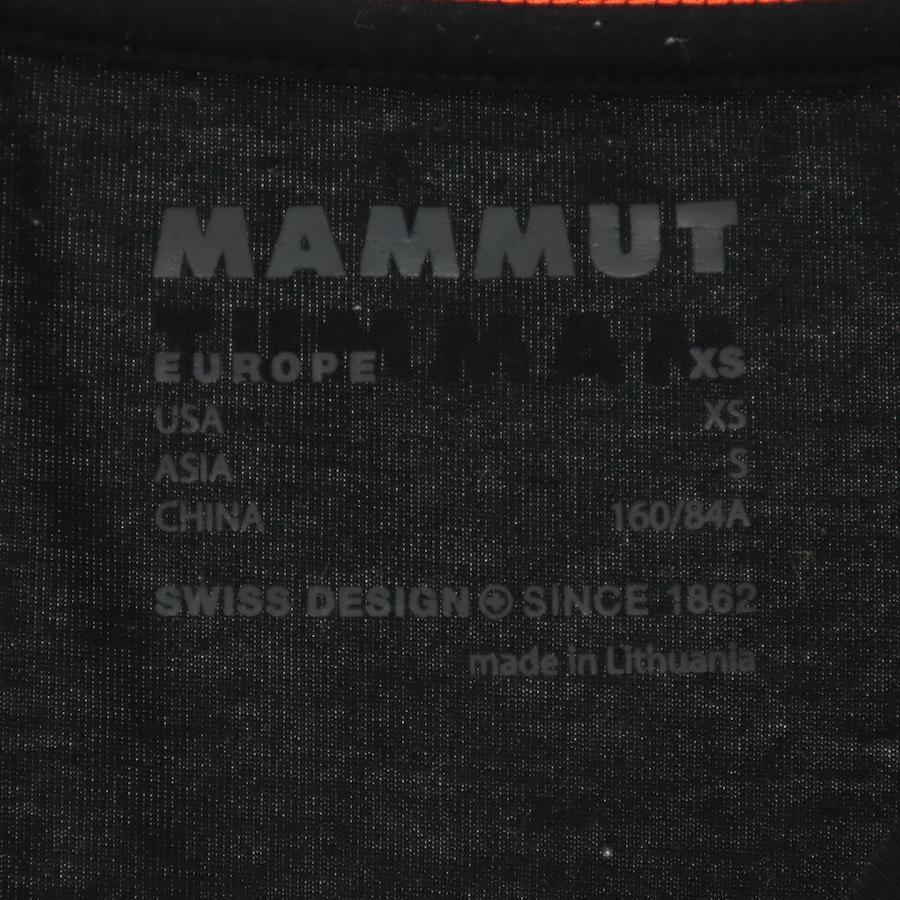 MAMMUT
EUROPE XS
USA XS
ASIA S
CHINA 160/84A
SWISS DESIGN SINCE 1862
made in Lithuania